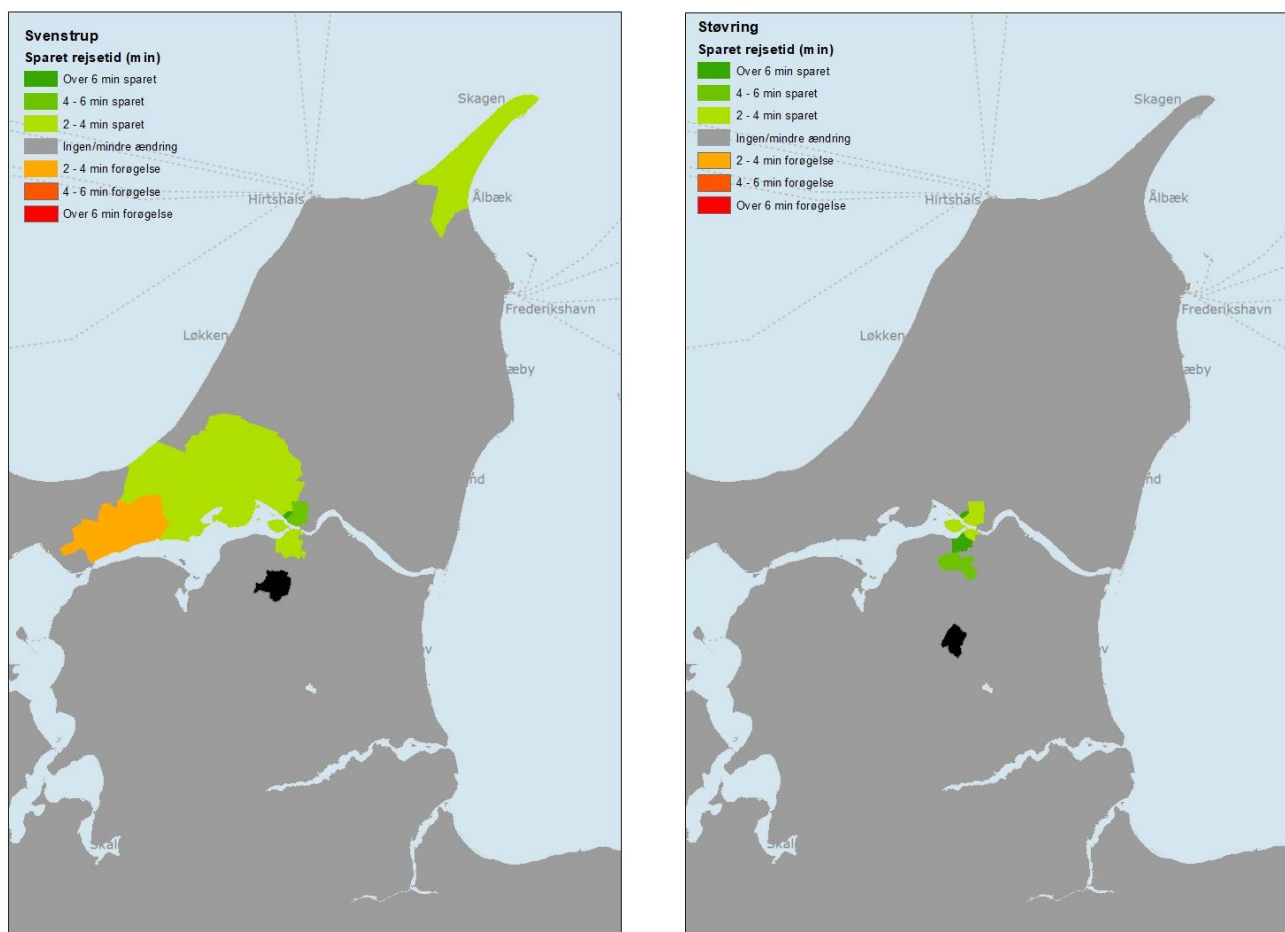 Svenstrup
Sparet rejsetid (min)
Over 6 min sparet
4 - 6 min sparet
2 - 4 min sparet
Ingen/mindre ændring
2 - 4 min forøgelse
4 - 6 min forøgelse
Over 6 min forøgelse
Skagen
Hirtshals
Ålbæk
Frederikshavn
Løkken
æby
nd
Støvring
Sparet rejsetid (min)
Over 6 min sparet
4 - 6 min sparet
2 - 4 min sparet
Ingen/mindre ændring
2 - 4 min forøgelse
4 - 6 min forøgelse
Over 6 min forøgelse
Skagen
Hirtshals
Ålbæk
Frederikshavn
Løkken
æby